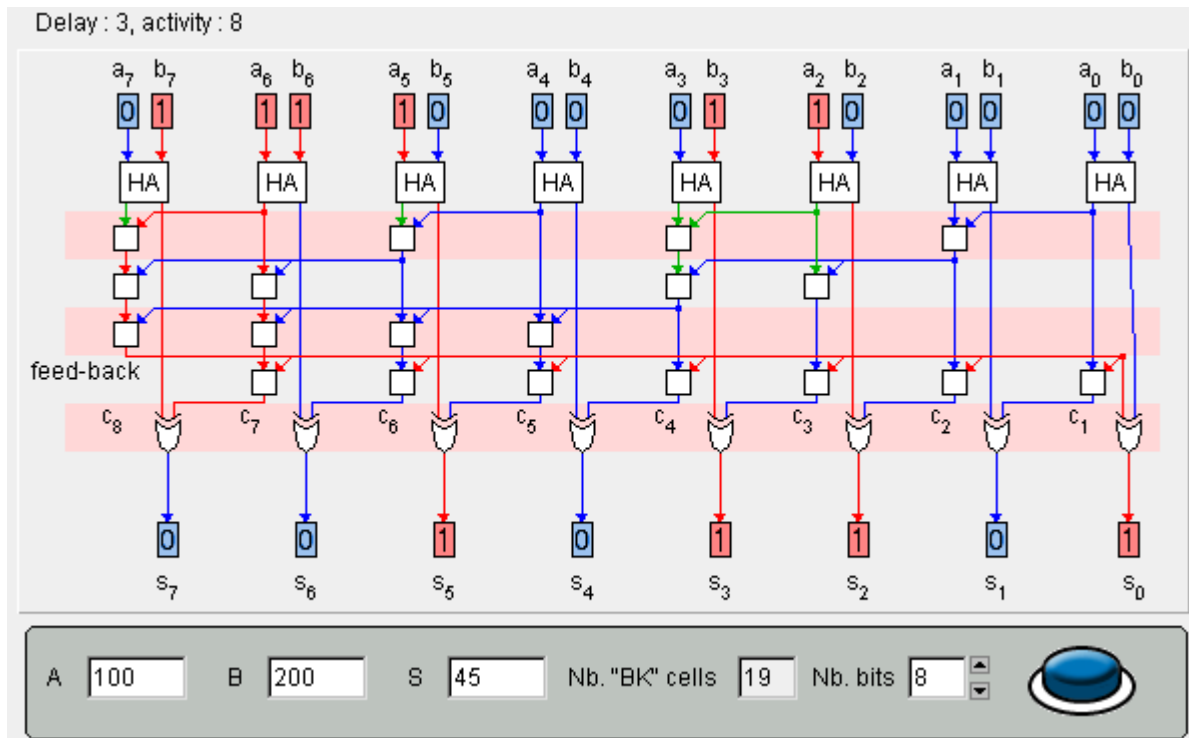 Delay : 3, activity : 8
a7 b7 a6 b6 a5 b5 a4 b4 a3 b3 a2 b2 a1 b1 a0 b0
0 1 1 1 1 0 0 0 0 1 1 0 0 0 0 0
HA HA HA HA HA HA HA HA
feed-back
c8 c7 c6 c5 c4 c3 c2 c1
0 0 1 0 1 1 0 1
s7 s6 s5 s4 s3 s2 s1 s0
A 100 B 200 S 45 Nb. "BK" cells 19 Nb. bits 8